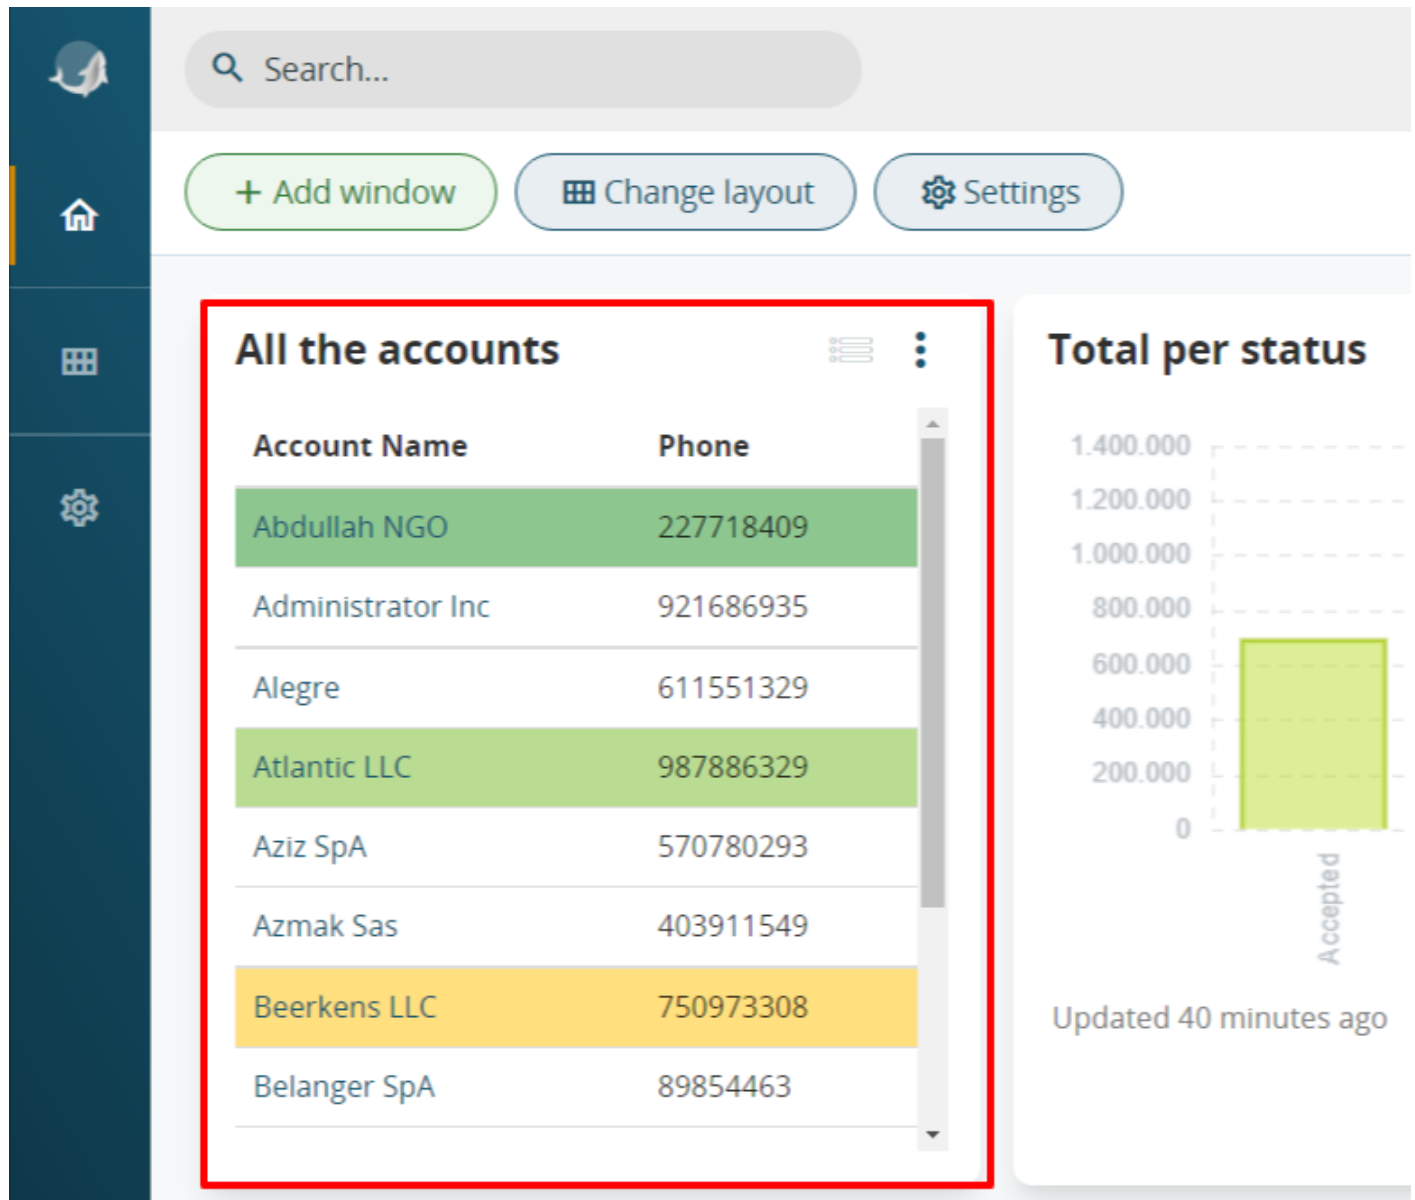 Search...
+ Add window
Change layout
Settings
All the accounts
Account Name Phone
Abdullah NGO 227718409
Administrator Inc 921686935
Alegre 611551329
Atlantic LLC 987886329
Aziz SpA 570780293
Azmak Sas 403911549
Beerkens LLC 750973308
Belanger SpA 89854463
Total per status
1.400.000
1.200.000
1.000.000
800.000
600.000
400.000
200.000
0
Accepted
Updated 40 minutes ago